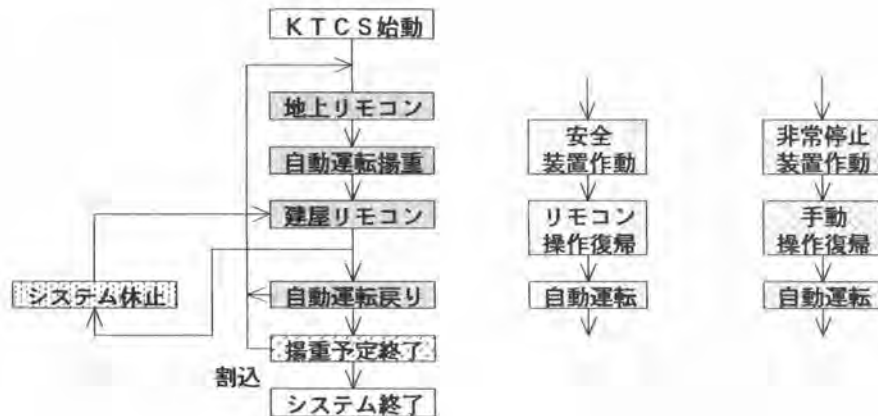 KTCS始動
地上リモコン
自動運転揚重
建屋リモコン
システム休止
自動運転戻り
揚重予定終了
割込
システム終了
安全
装置作動
リモコン
操作復帰
自動運転
非常停止
装置作動
手動
操作復帰
自動運転